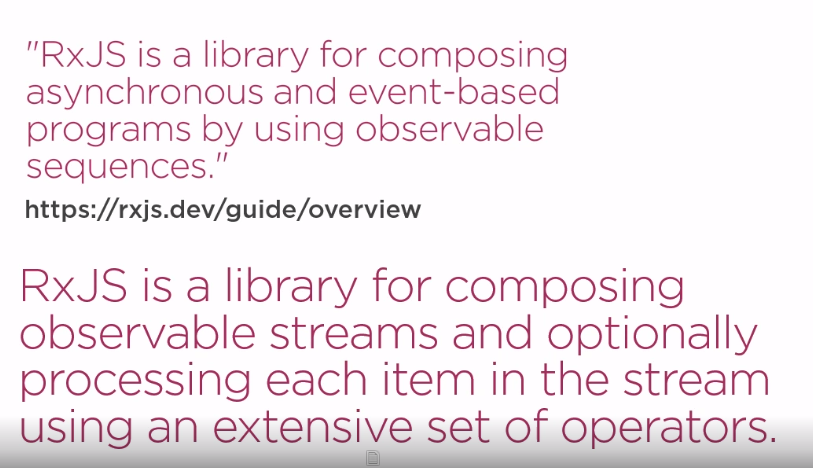 "RxJS is a library for composing
asynchronous and event-based
programs by using observable
sequences."
https://rxjs.dev/guide/overview
RxJS is a library for composing
observable streams and optionally
processing each item in the stream
using an extensive set of operators.